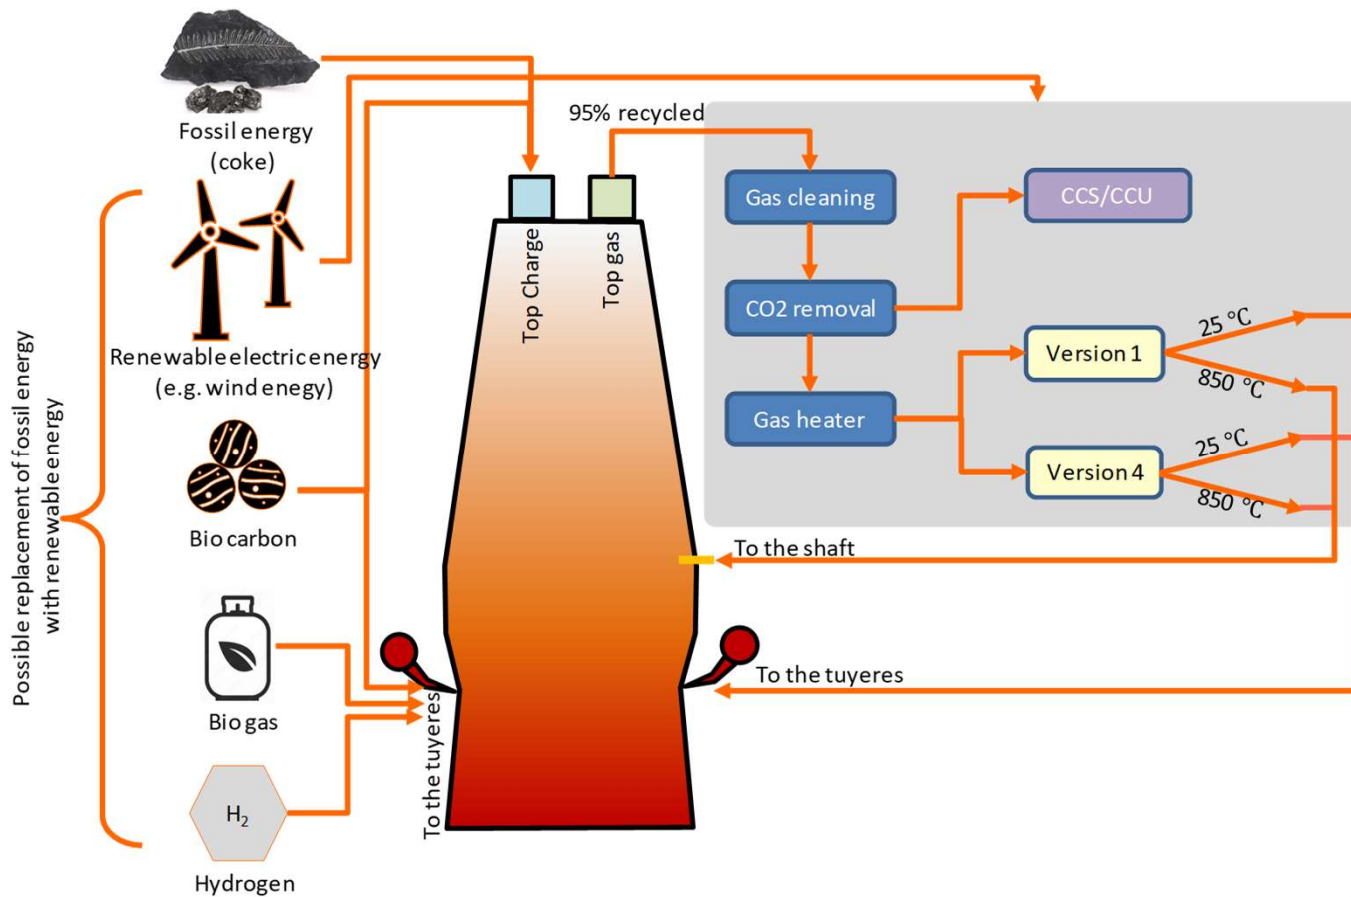 Fossil energy
(coke)
Possible replacement of fossil energy
with renewable energy
Renewable electric energy
(e.g. wind enegy)
Bio carbon
Bio gas
H2
Hydrogen
95% recycled
Top Charge
Top gas
Gas cleaning
CO2 removal
Gas heater
CCS/CCU
Version 1
25 °C
850 °C
Version 4
25 °C
850 °C
To the shaft
To the tuyeres
To the tuyeres